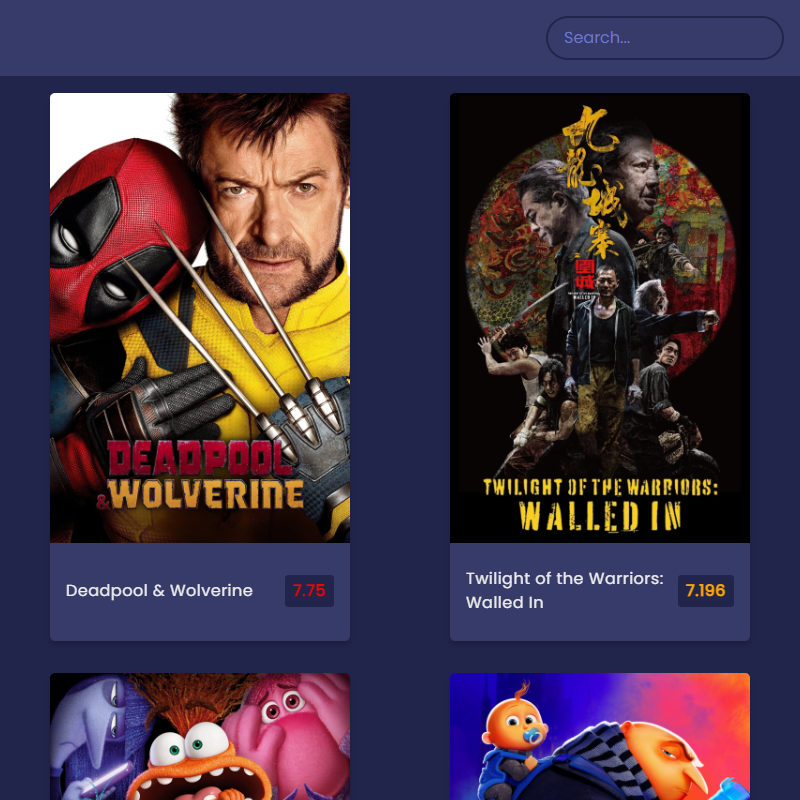 Search...
DEADPOOL
&WOLVERINE
九龍城寨
圍城
TWILIGHT OF THE WARRIORS:
WALLED IN
Deadpool & Wolverine
7.75
Twilight of the Warriors:
Walled In
7.196